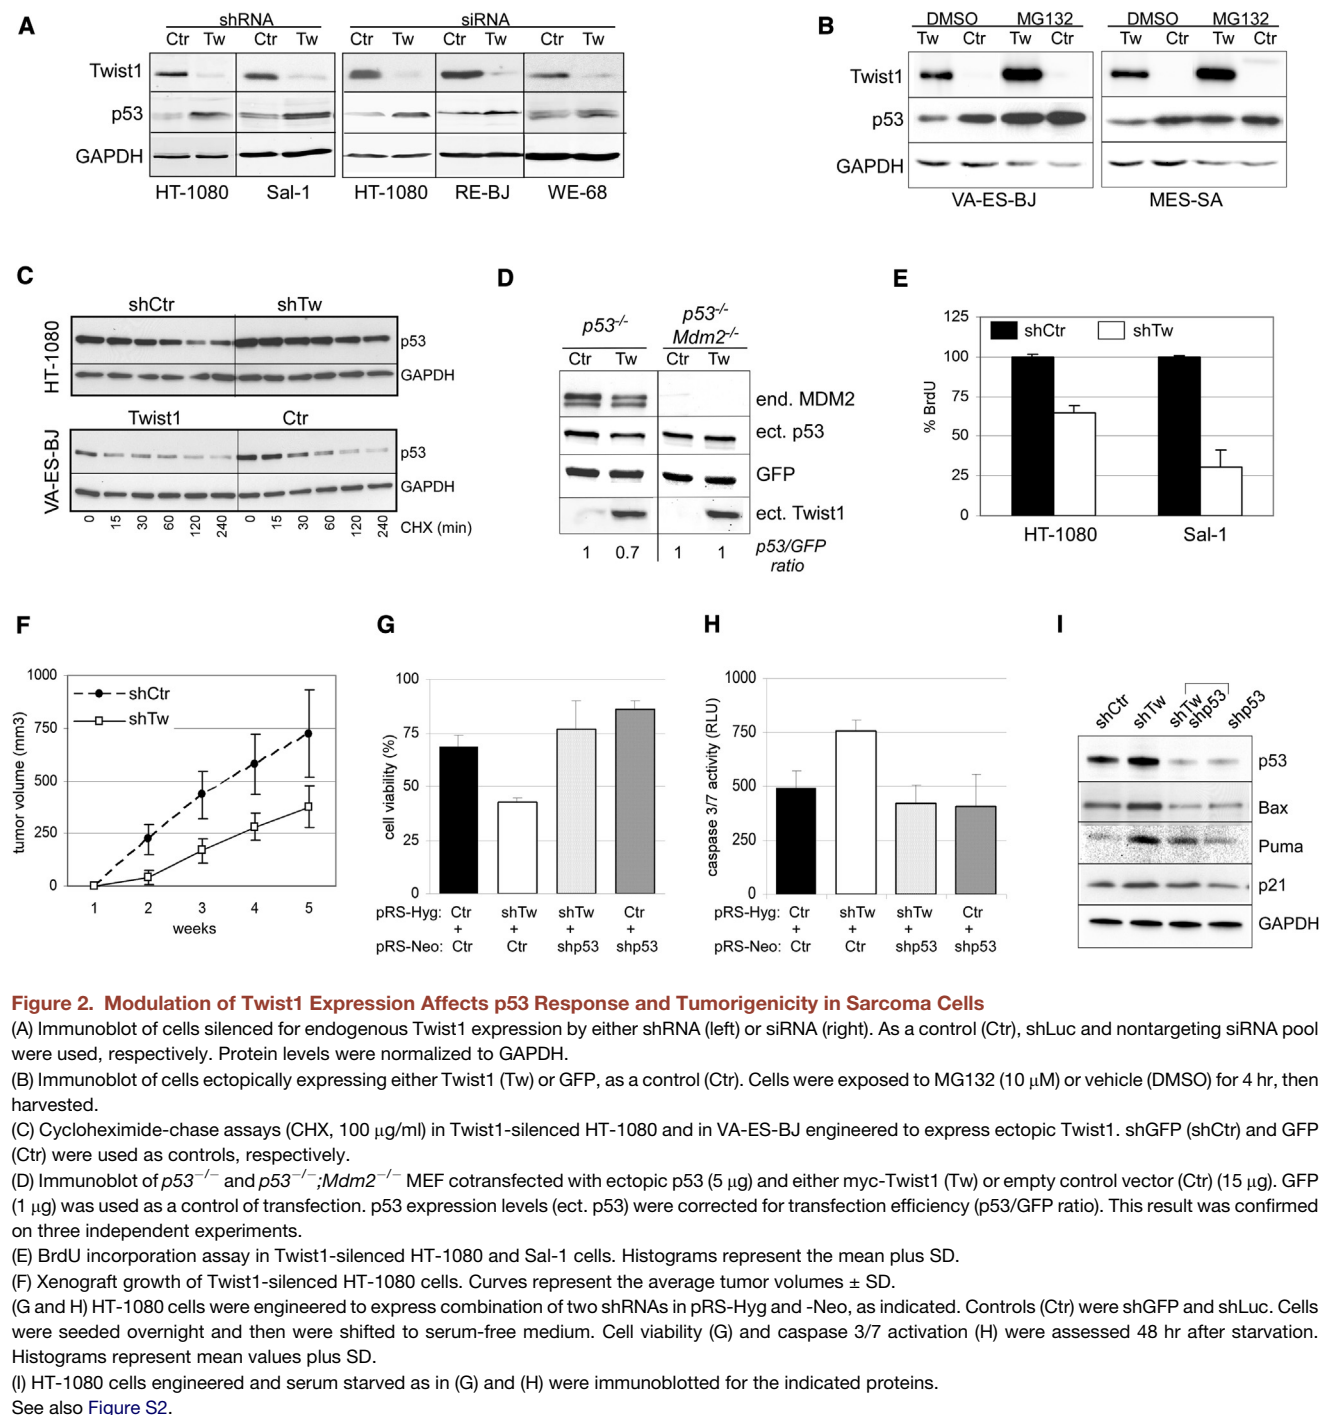 A
shRNA
siRNA
Ctr Tw Ctr Tw Ctr Tw Ctr Tw Ctr Tw
Twist1
p53
GAPDH
HT-1080 Sal-1 HT-1080 RE-BJ WE-68
B
DMSO MG132 DMSO MG132
Tw Ctr Tw Ctr Tw Ctr Tw Ctr
Twist1
p53
GAPDH
VA-ES-BJ MES-SA
C
shCtr shTw
HT-1080
p53
GAPDH
Twist1 Ctr
VA-ES-BJ
p53
GAPDH
0 15 30 60 120 240 0 15 30 60 120 240 CHX (min)
D
p53-/- p53-/- Mdm2-/-
Ctr Tw Ctr Tw
end. MDM2
ect. p53
GFP
ect. Twist1
1 0.7 1 1 p53/GFP
ratio
E
125
100
75
50
25
0
% BrdU
shCtr shTw
HT-1080 Sal-1
F
1000
750
500
250
0
tumor volume (mm3)
shCtr
shTw
1 2 3 4 5
weeks
G
100
75
50
25
0
cell viability (%)
pRS-Hyg: Ctr shTw shTw Ctr
+ + + +
pRS-Neo: Ctr Ctr shp53 shp53
H
1000
750
500
250
0
caspase 3/7 activity (RLU)
pRS-Hyg: Ctr shTw shTw Ctr
+ + + +
pRS-Neo: Ctr Ctr shp53 shp53
I
shCtr shTw shTw shp53 shp53
p53
Bax
Puma
p21
GAPDH
Figure 2. Modulation of Twist1 Expression Affects p53 Response and Tumorigenicity in Sarcoma Cells
(A) Immunoblot of cells silenced for endogenous Twist1 expression by either shRNA (left) or siRNA (right). As a control (Ctr), shLuc and nontargeting siRNA pool
were used, respectively. Protein levels were normalized to GAPDH.
(B) Immunoblot of cells ectopically expressing either Twist1 (Tw) or GFP, as a control (Ctr). Cells were exposed to MG132 (10 μM) or vehicle (DMSO) for 4 hr, then
harvested.
(C) Cycloheximide-chase assays (CHX, 100 μg/ml) in Twist1-silenced HT-1080 and in VA-ES-BJ engineered to express ectopic Twist1. shGFP (shCtr) and GFP
(Ctr) were used as controls, respectively.
(D) Immunoblot of p53−/− and p53−/−;Mdm2−/− MEF cotransfected with ectopic p53 (5 μg) and either myc-Twist1 (Tw) or empty control vector (Ctr) (15 μg). GFP
(1 μg) was used as a control of transfection. p53 expression levels (ect. p53) were corrected for transfection efficiency (p53/GFP ratio). This result was confirmed
on three independent experiments.
(E) BrdU incorporation assay in Twist1-silenced HT-1080 and Sal-1 cells. Histograms represent the mean plus SD.
(F) Xenograft growth of Twist1-silenced HT-1080 cells. Curves represent the average tumor volumes ± SD.
(G and H) HT-1080 cells were engineered to express combination of two shRNAs in pRS-Hyg and -Neo, as indicated. Controls (Ctr) were shGFP and shLuc. Cells
were seeded overnight and then were shifted to serum-free medium. Cell viability (G) and caspase 3/7 activation (H) were assessed 48 hr after starvation.
Histograms represent mean values plus SD.
(I) HT-1080 cells engineered and serum starved as in (G) and (H) were immunoblotted for the indicated proteins.
See also Figure S2.